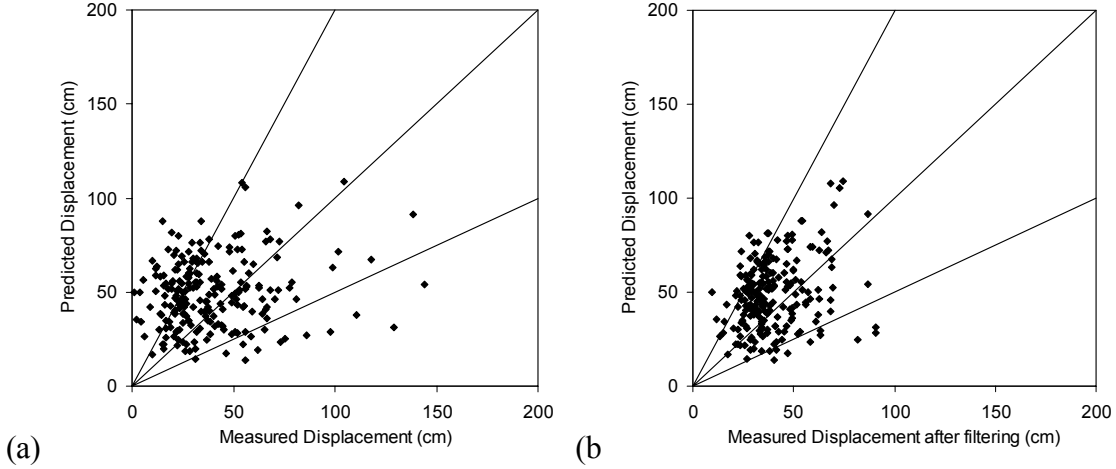 200
150
100
50
0
Predicted Displacement (cm)
0 50 100 150 200
Measured Displacement (cm)
(a)
200
150
100
50
0
Predicted Displacement (cm)
0 50 100 150 200
Measured Displacement after filtering (cm)
(b